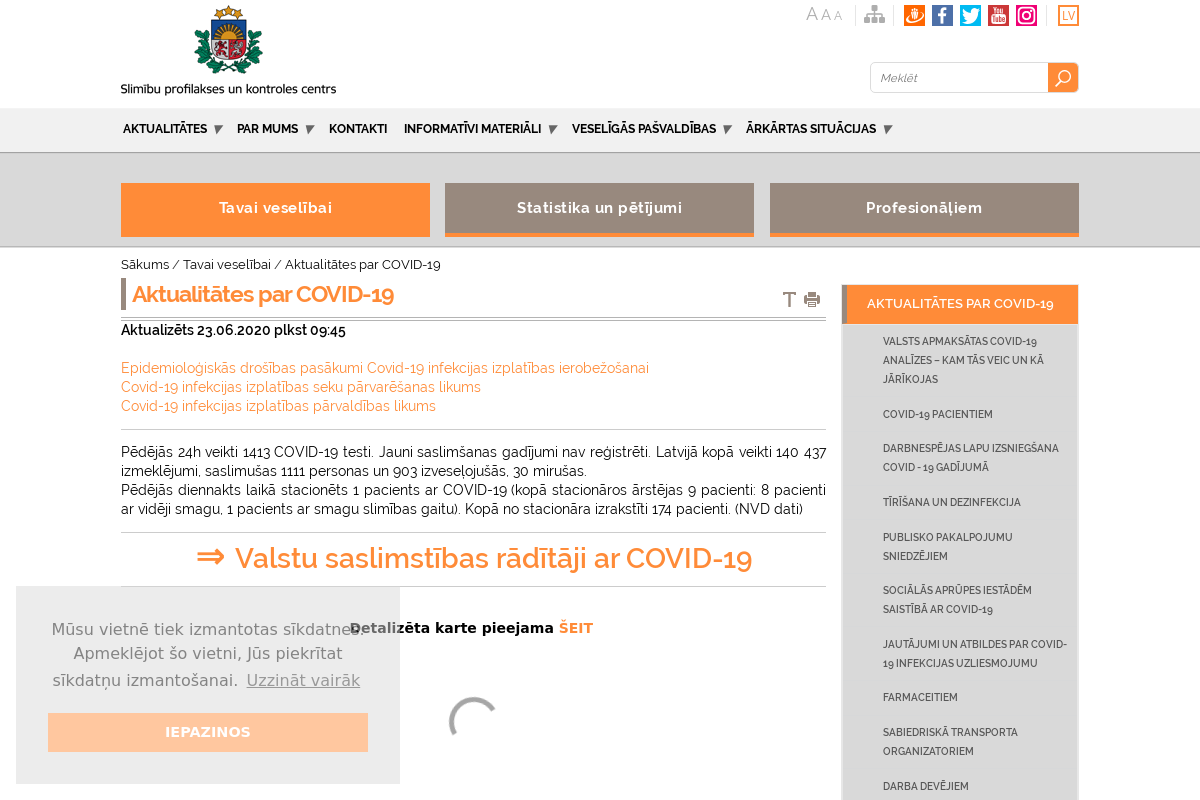 A A A
You
Tube
LV
Slimību profilakses un kontroles centrs
Meklēt
AKTUALITĀTES PAR MUMS KONTAKTI INFORMATĪVI MATERIĀLI VESELĪGĀS PAŠVALDĪBAS ĀRKĀRTAS SITUĀCIJAS
Tavai veselībai Statistika un pētījumi Profesionāļiem
Sākums / Tavai veselībai / Aktualitātes par COVID-19
Aktualitātes par COVID-19
Aktualizēts 23.06.2020 plkst 09:45
Epidemioloģiskās drošības pasākumi Covid-19 infekcijas izplatības ierobežošanai
Covid-19 infekcijas izplatības seku pārvarēšanas likums
Covid-19 infekcijas izplatības pārvaldības likums
Pēdējās 24h veikti 1413 COVID-19 testi. Jauni saslimšanas gadījumi nav reģistrēti. Latvijā kopā veikti 140 437
izmeklējumi, saslimušas 1111 personas un 903 izveseļojušās, 30 mirušas.
Pēdējās diennakts laikā stacionēts 1 pacients ar COVID-19 (kopā stacionāros ārstējas 9 pacienti: 8 pacienti
ar vidēji smagu, 1 pacients ar smagu slimības gaitu). Kopā no stacionāra izrakstīti 174 pacienti. (NVD dati)
⇒ Valstu saslimstības rādītāji ar COVID-19
Detalizēta karte pieejama ŠEIT
Mūsu vietnē tiek izmantotas sīkdatnes.
Apmeklējot šo vietni, Jūs piekrītat
sīkdatņu izmantošanai. Uzzināt vairāk
IEPAZINOS
AKTUALITĀTES PAR COVID-19
VALSTS APMAKSĀTAS COVID-19
ANALĪZES – KAM TĀS VEIC UN KĀ
JĀRĪKOJAS
COVID-19 PACIENTIEM
DARBNESPĒJAS LAPU IZSNIEGŠANA
COVID - 19 GADĪJUMĀ
TĪRĪŠANA UN DEZINFEKCIJA
PUBLISKO PAKALPOJUMU
SNIEDZĒJIEM
SOCIĀLĀS APRŪPES IESTĀDĒM
SAISTĪBĀ AR COVID-19
JAUTĀJUMI UN ATBILDES PAR COVID-
19 INFEKCIJAS UZLIESMOJUMU
FARMACEITIEM
SABIEDRISKĀ TRANSPORTA
ORGANIZATORIEM
DARBA DEVĒJIEM